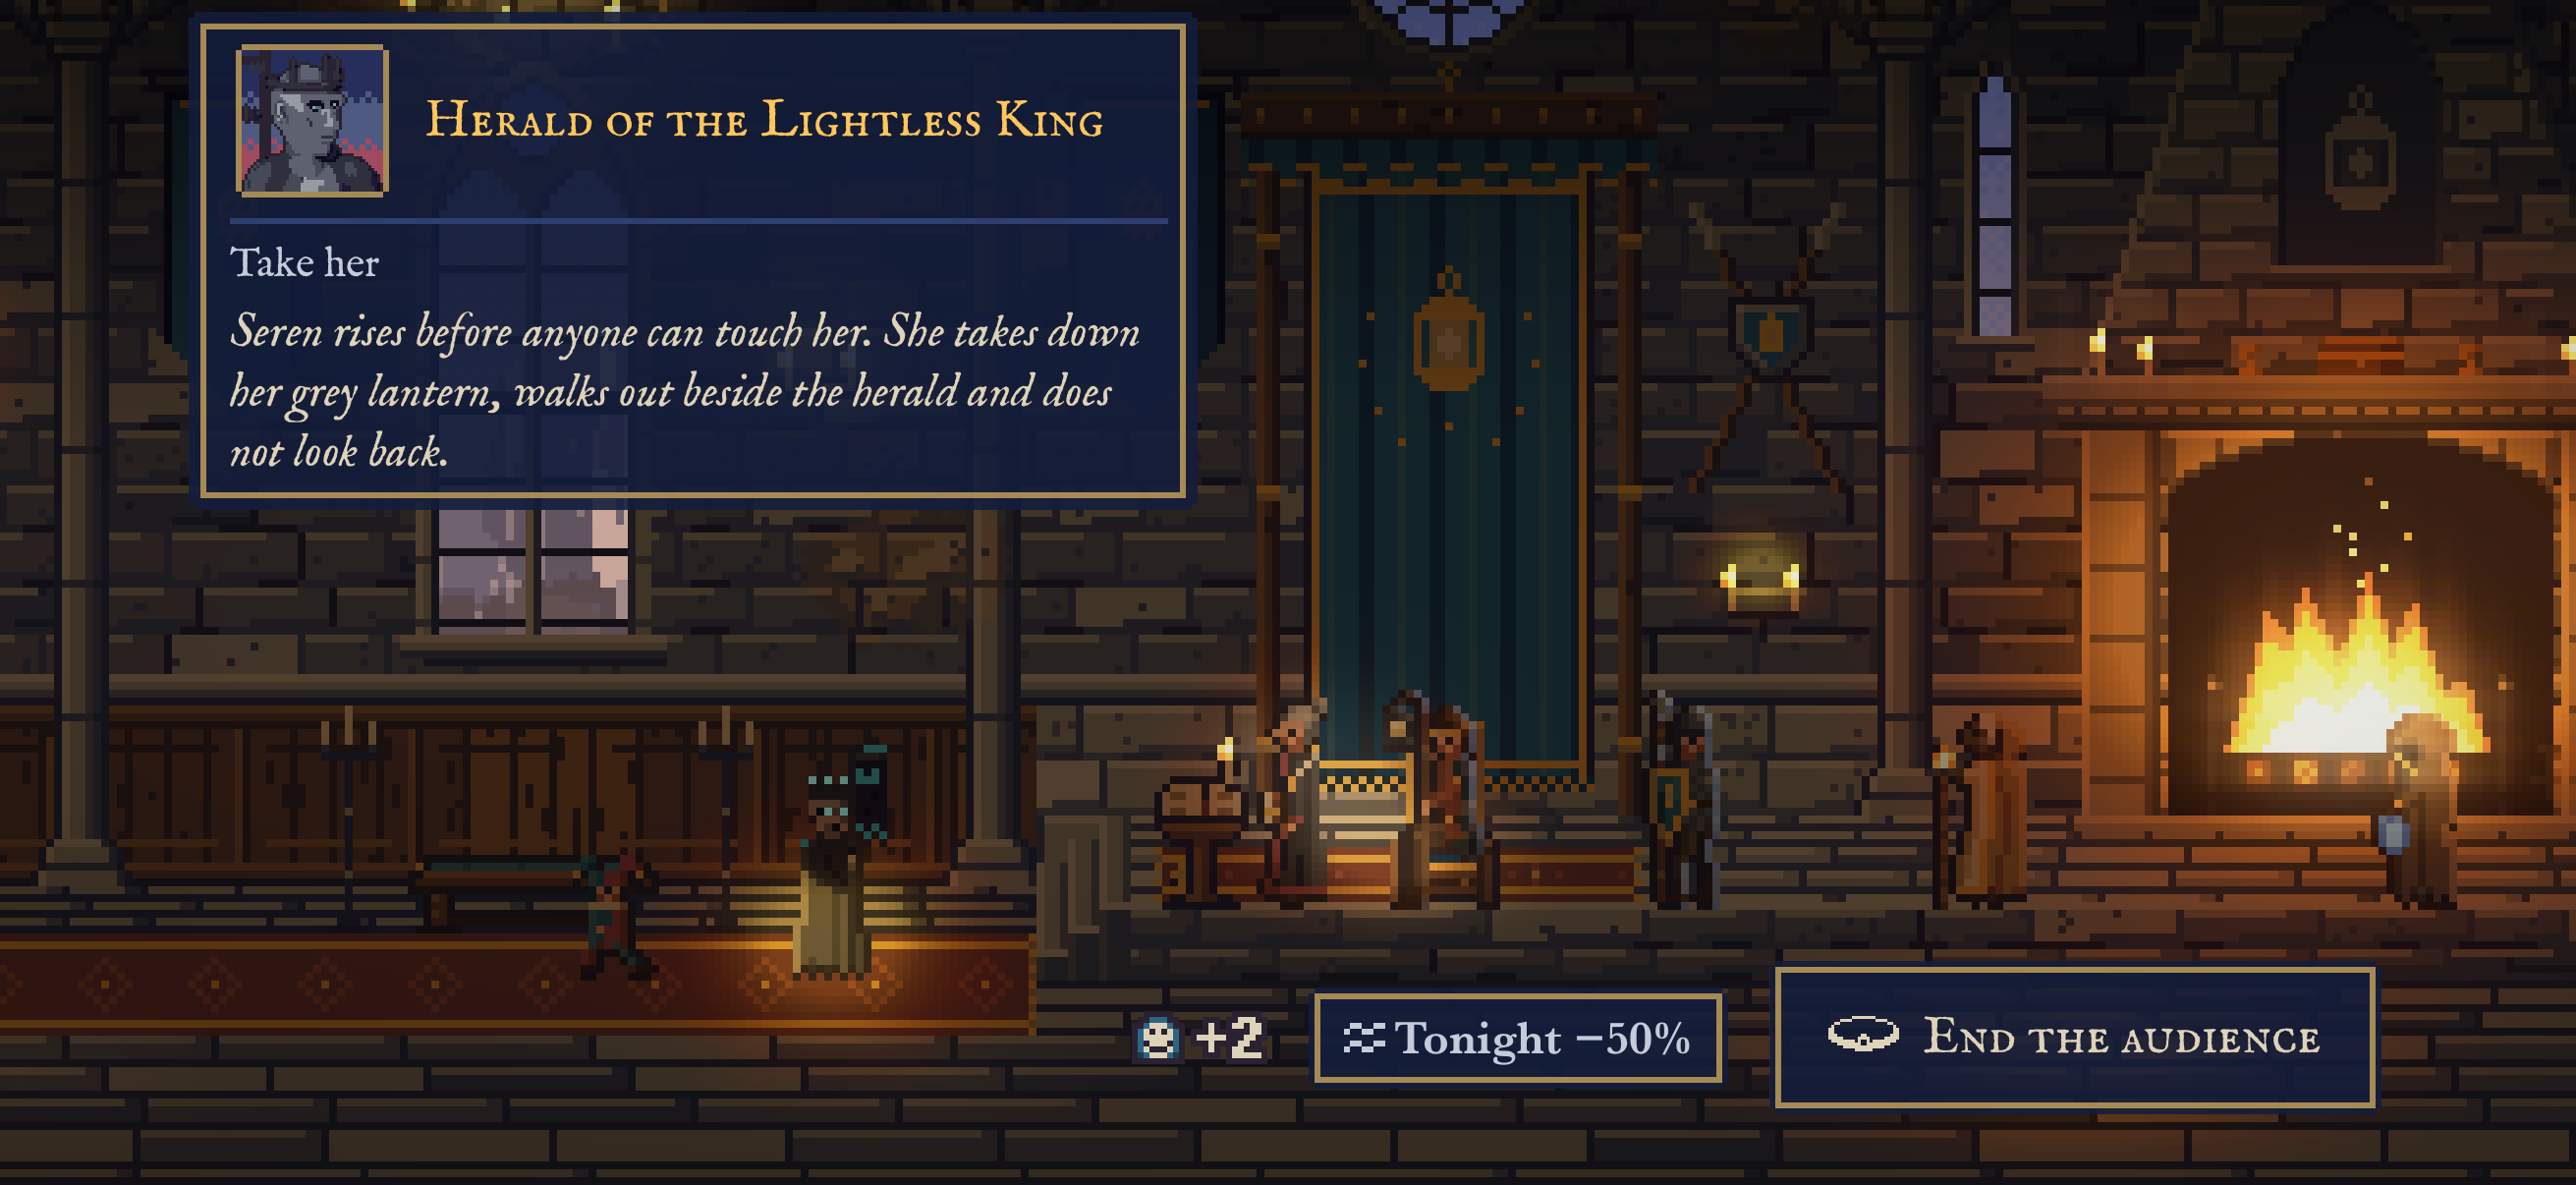 Herald of the Lightless King
Take her
Seren rises before anyone can touch her. She takes down
her grey lantern, walks out beside the herald and does
not look back.
+2
Tonight −50%
End the audience